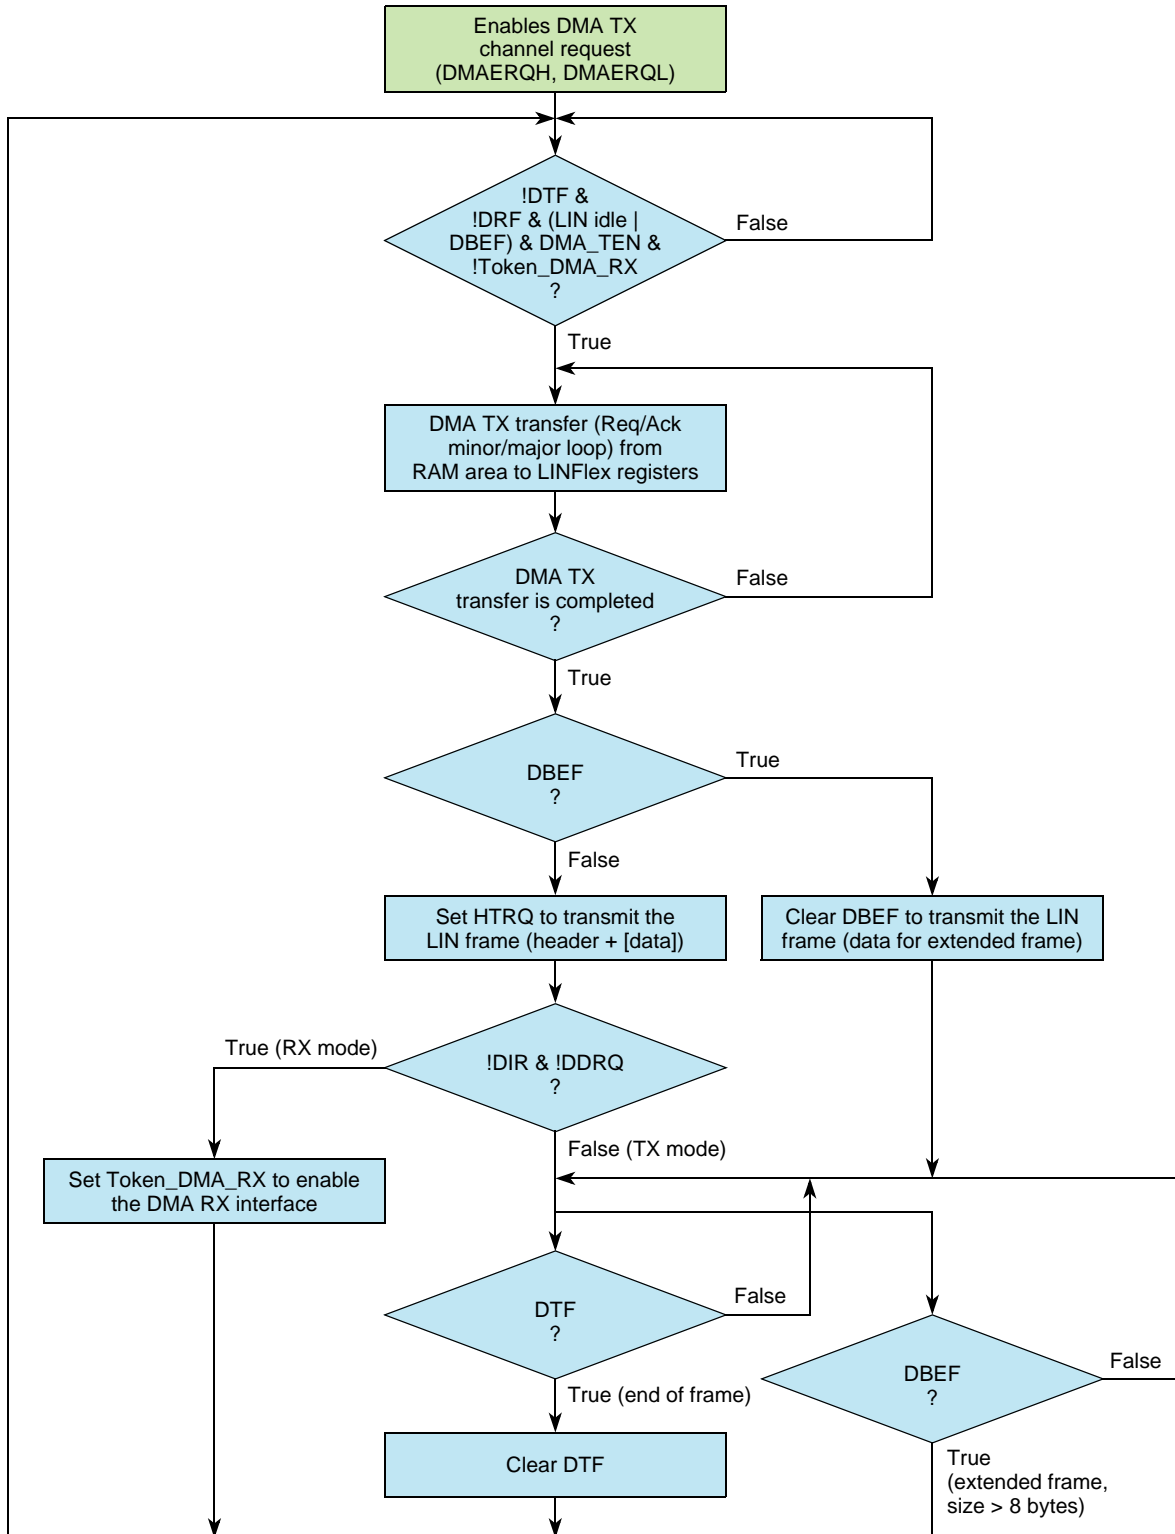 Enables DMA TX
channel request
(DMAERQH, DMAERQL)
!DTF &
!DRF & (LIN idle |
DBEF) & DMA_TEN &
!Token_DMA_RX
?
False
True
DMA TX transfer (Req/Ack
minor/major loop) from
RAM area to LINFlex registers
DMA TX
transfer is completed
?
False
True
DBEF
?
True
False
Set HTRQ to transmit the
LIN frame (header + [data])
Clear DBEF to transmit the LIN
frame (data for extended frame)
True (RX mode)
!DIR & !DDRQ
?
False (TX mode)
Set Token_DMA_RX to enable
the DMA RX interface
DTF
?
False
DBEF
?
False
True (end of frame)
Clear DTF
True
(extended frame,
size > 8 bytes)